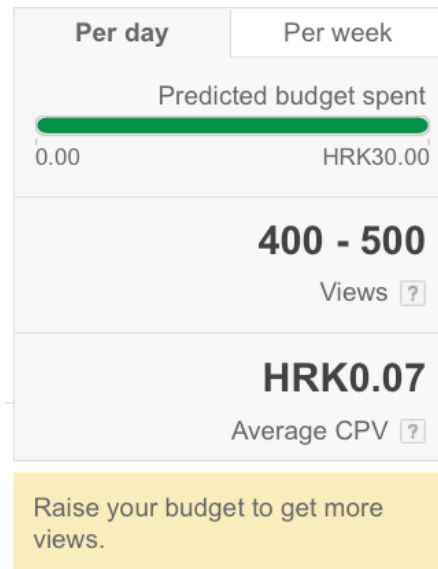 Per day Per week
Predicted budget spent
0.00 HRK30.00
400 - 500
Views ?
HRK0.07
Average CPV ?
Raise your budget to get more
views.